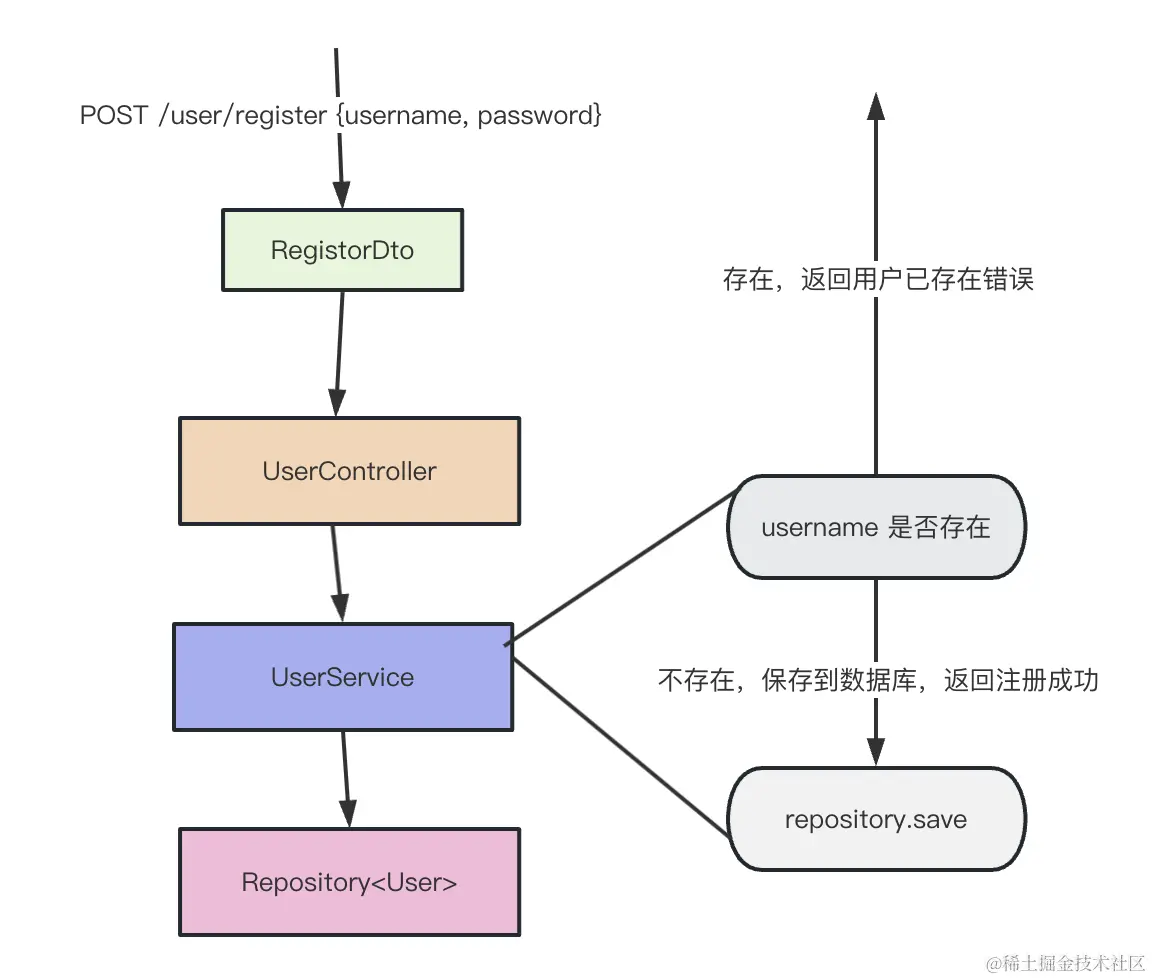 POST /user/register {username, password}
RegistorDto
存在，返回用户已存在错误
UserController
username 是否存在
UserService
不存在，保存到数据库，返回注册成功
repository.save
Repository<User>
@稀土掘金技术社区